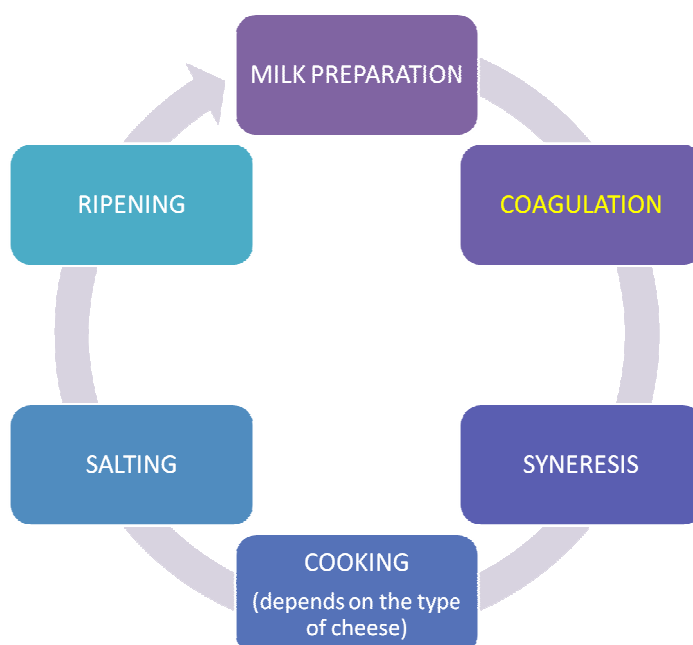 MILK PREPARATION
COAGULATION
SYNERESIS
COOKING
(depends on the type
of cheese)
SALTING
RIPENING